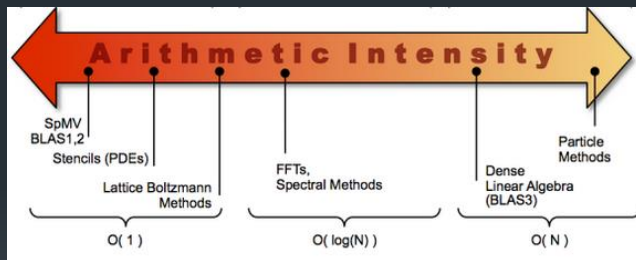 Arithmetic Intensity
SpMV
BLAS1,2
Stencils (PDEs)
Lattice Boltzmann
Methods
FFTs,
Spectral Methods
Dense
Linear Algebra
(BLAS3)
Particle
Methods
O( 1 )
O( log(N) )
O( N )